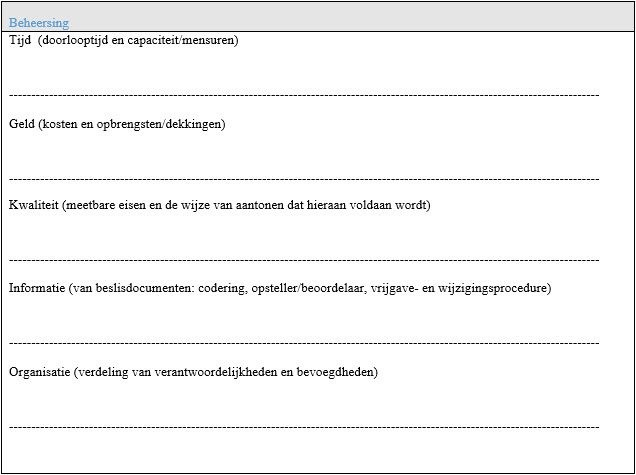 Beheersing
Tijd  (doorlooptijd en capaciteit/mensuren)
Geld (kosten en opbrengsten/dekkingen)
Kwaliteit (meetbare eisen en de wijze van aantonen dat hieraan voldaan wordt)
Informatie (van beslisdocumenten: codering, opsteller/beoordelaar, vrijgave- en wijzigingsprocedure)
Organisatie (verdeling van verantwoordelijkheden en bevoegdheden)